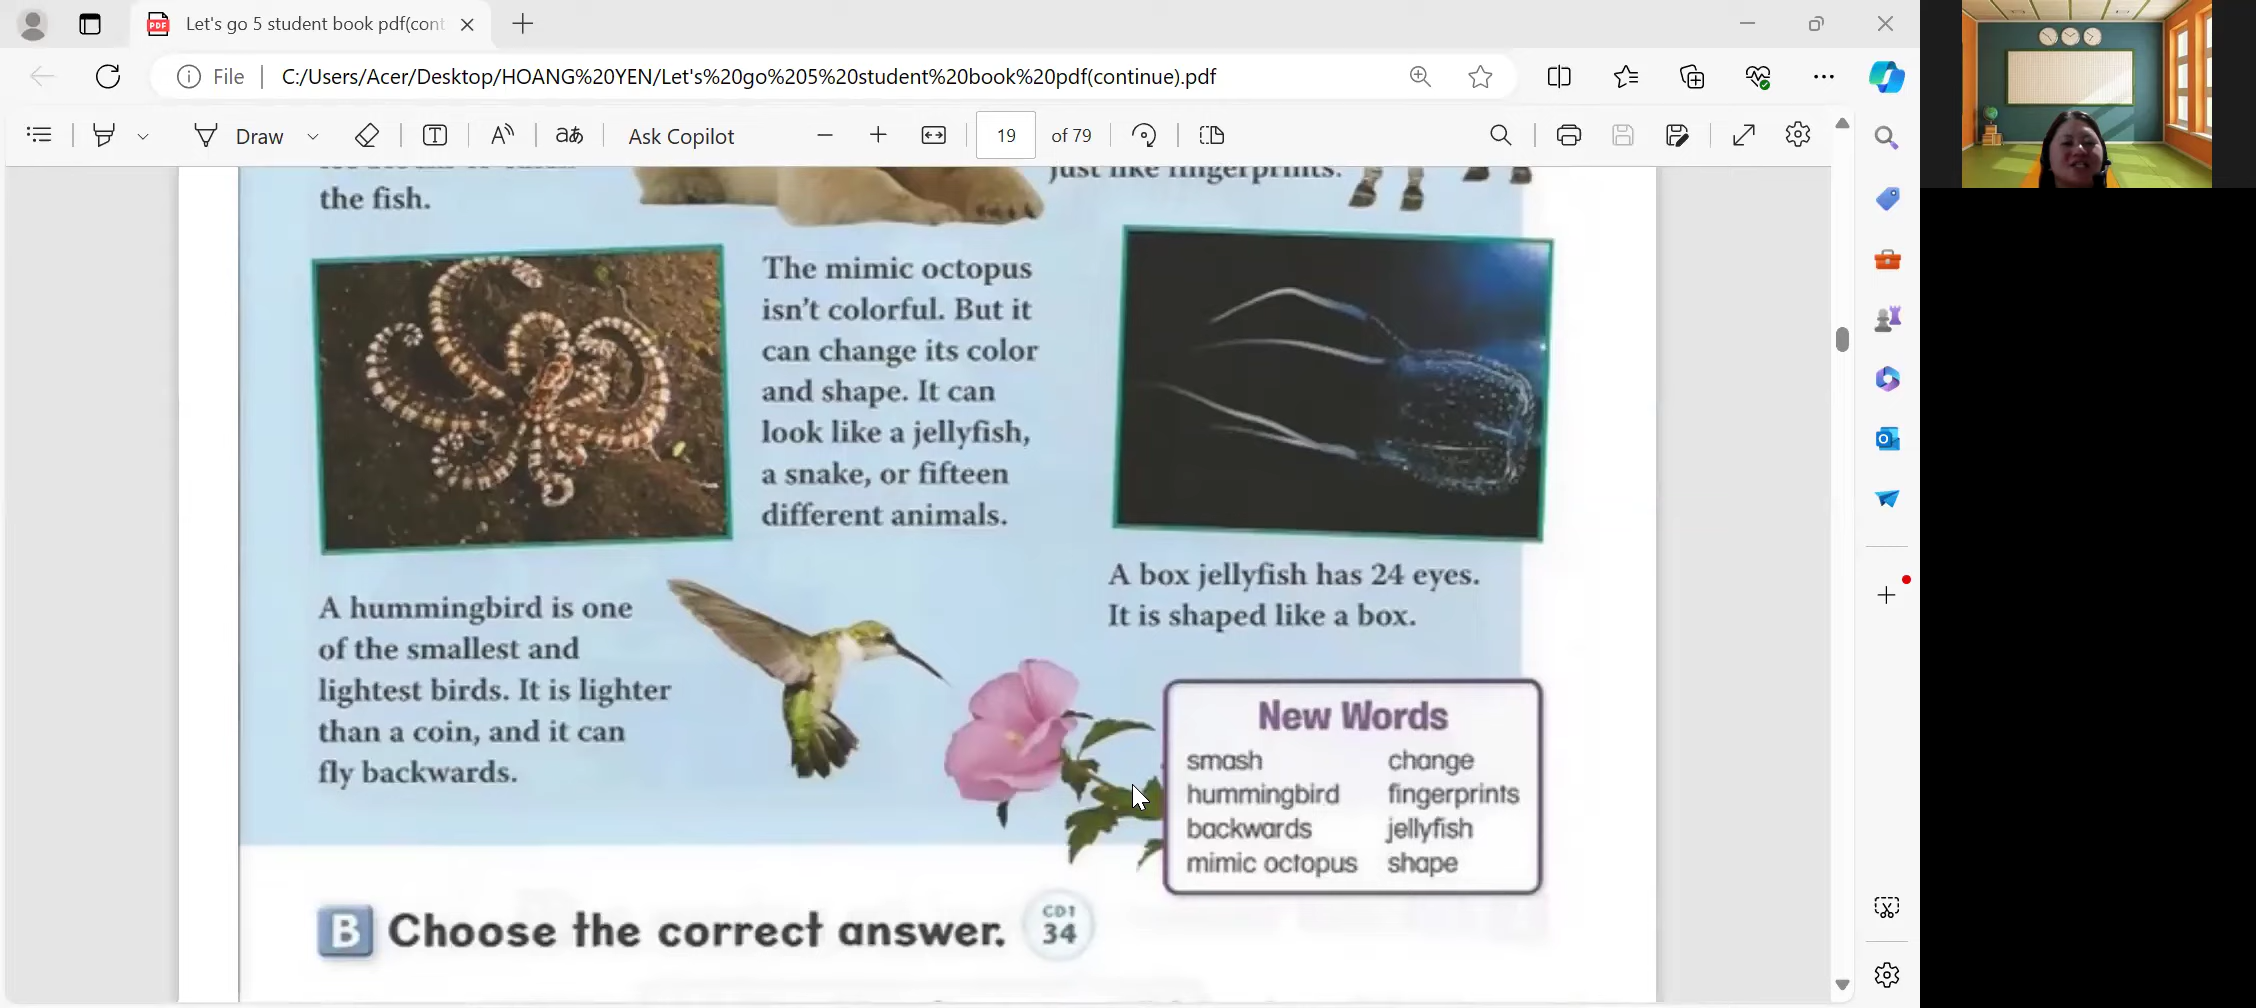 Let's go 5 student book pdf(cont
File
C:/Users/Acer/Desktop/HOANG%20YEN/Let's%20go%205%20student%20book%20pdf(continue).pdf
Draw
Ask Copilot
19 of 79
the fish.
just like fingerprints.
The mimic octopus
isn't colorful. But it
can change its color
and shape. It can
look like a jellyfish,
a snake, or fifteen
different animals.
A box jellyfish has 24 eyes.
It is shaped like a box.
A hummingbird is one
of the smallest and
lightest birds. It is lighter
than a coin, and it can
fly backwards.
New Words
smash change
hummingbird fingerprints
backwards jellyfish
mimic octopus shape
B Choose the correct answer. CD1 34